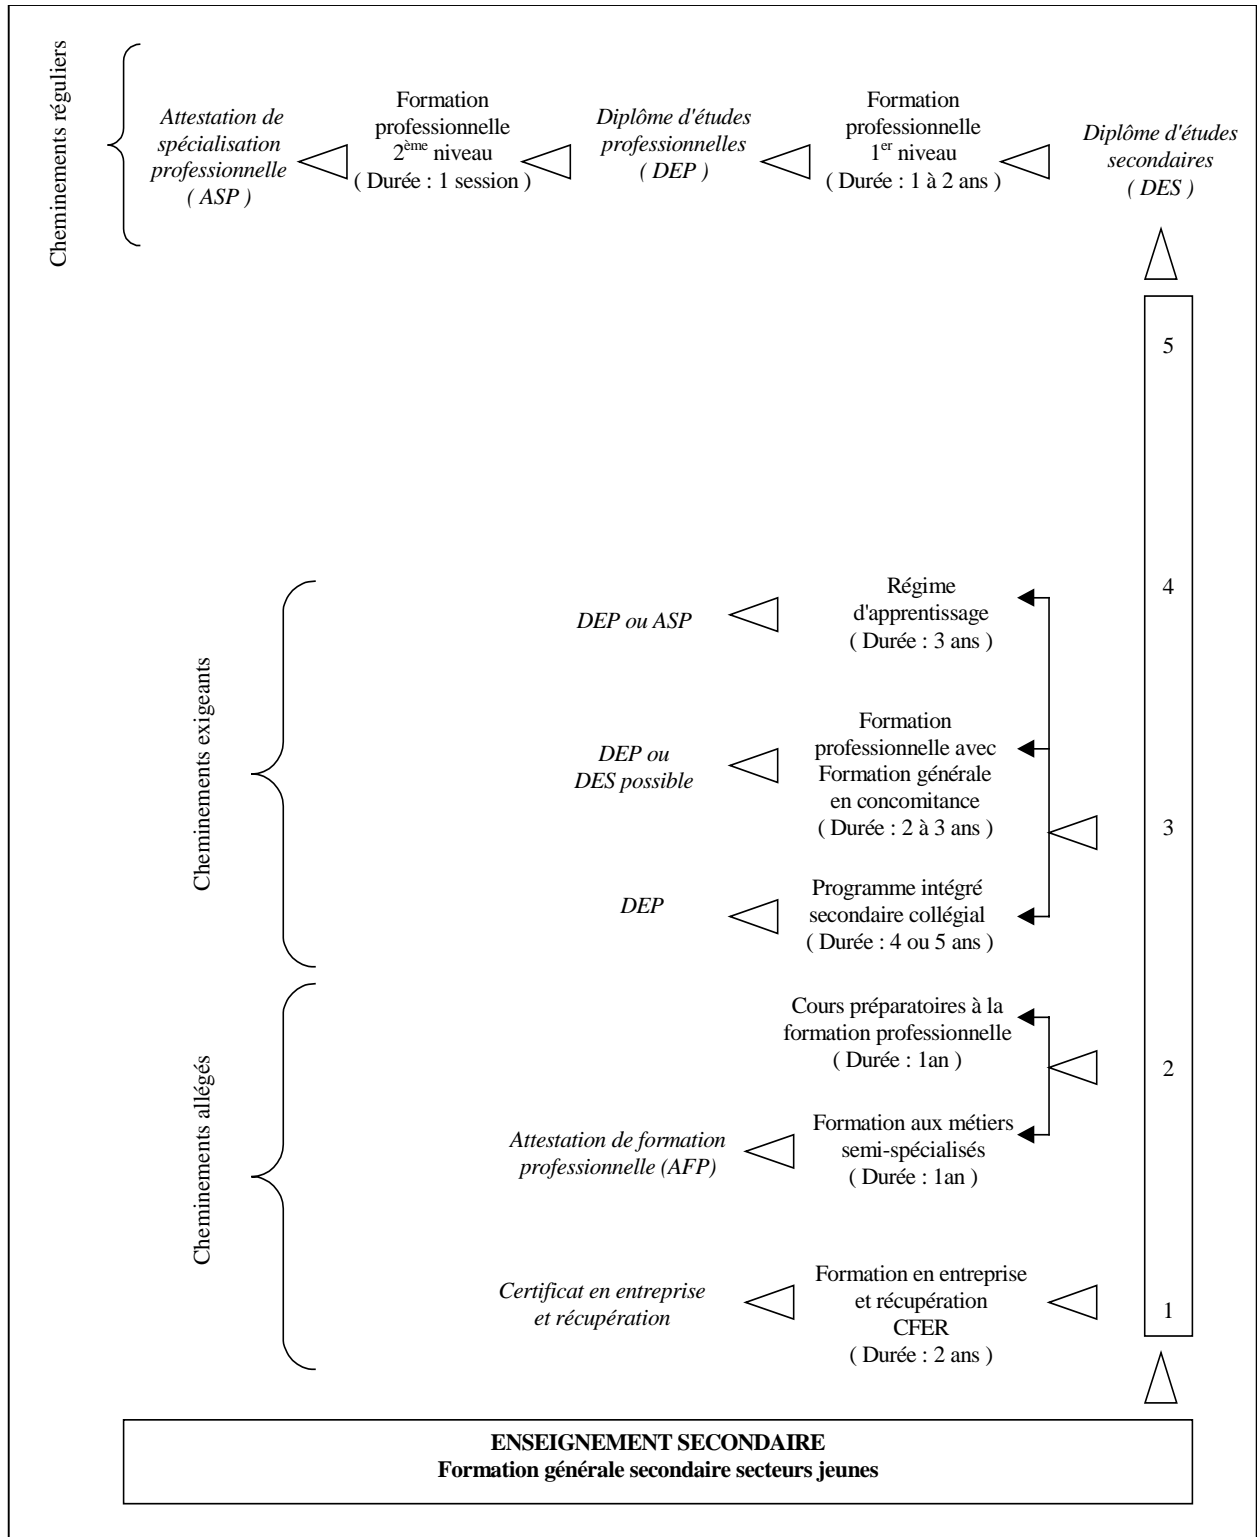 Cheminements réguliers
Attestation de
spécialisation
professionnelle
( ASP )
Formation
professionnelle
2ème niveau
( Durée : 1 session )
Diplôme d'études
professionnelles
( DEP )
Formation
professionnelle
1er niveau
( Durée : 1 à 2 ans )
Diplôme d'études
secondaires
( DES )
5
Cheminements exigeants
DEP ou ASP
Régime
d'apprentissage
( Durée : 3 ans )
4
DEP ou
DES possible
Formation
professionnelle avec
Formation générale
en concomitance
( Durée : 2 à 3 ans )
3
DEP
Programme intégré
secondaire collégial
( Durée : 4 ou 5 ans )
Cheminements allégés
Cours préparatoires à la
formation professionnelle
( Durée : 1an )
2
Attestation de formation
professionnelle (AFP)
Formation aux métiers
semi-spécialisés
( Durée : 1an )
Certificat en entreprise
et récupération
Formation en entreprise
et récupération
CFER
( Durée : 2 ans )
1
ENSEIGNEMENT SECONDAIRE
Formation générale secondaire secteurs jeunes